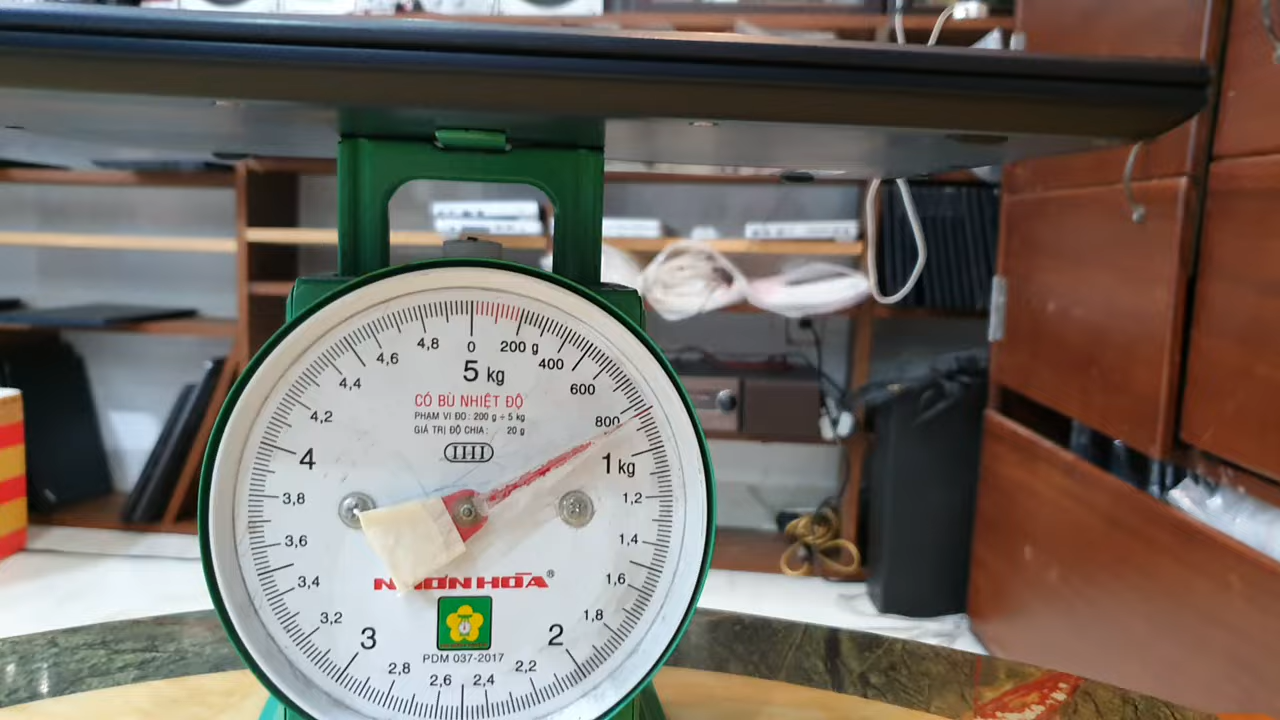 0
200 g
400
600
800
1 kg
1,2
1,4
1,6
1,8
2
2,2
2,4
2,6
2,8
3
3,2
3,4
3,6
3,8
4
4,2
4,4
4,6
4,8
5 kg
CÓ BÙ NHIỆT ĐỘ
PHẠM VI ĐO : 200 g ÷ 5 kg
GIÁ TRỊ ĐỘ CHIA : 20 g
NHƠN HÒA ®
PDM 037-2017